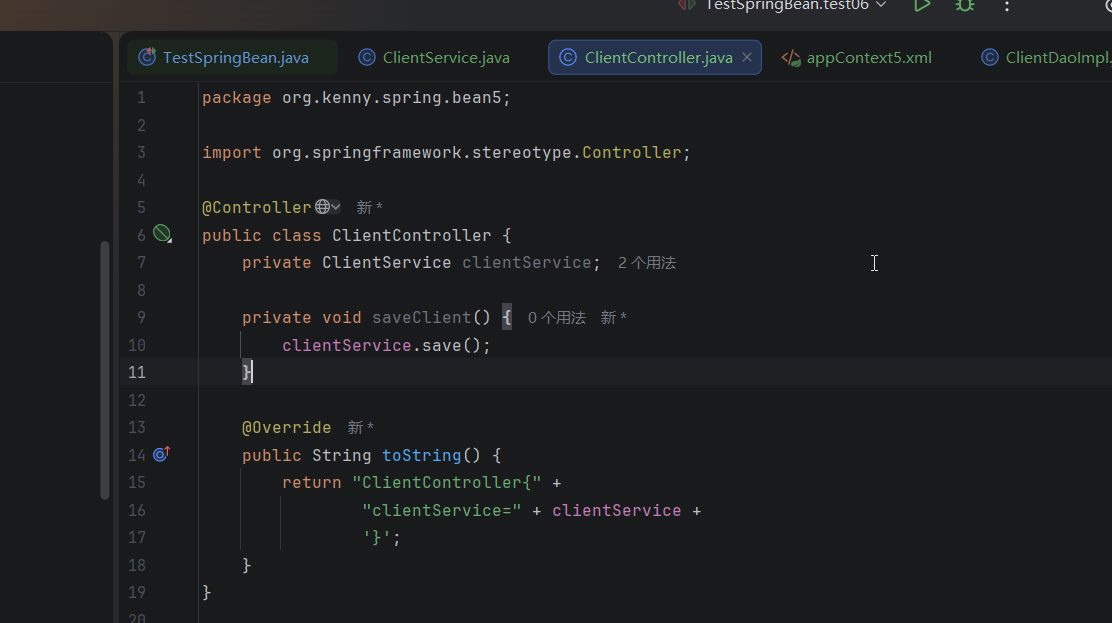 TestSpringBean.test06
TestSpringBean.java ClientService.java ClientController.java appContext5.xml ClientDaoImpl.
1 package org.kenny.spring.bean5;
2
3 import org.springframework.stereotype.Controller;
4
5 @Controller 新 *
6 public class ClientController {
7 private ClientService clientService; 2 个用法
8
9 private void saveClient() { 0 个用法 新 *
10 clientService.save();
11 }
12
13 @Override 新 *
14 public String toString() {
15 return "ClientController{" +
16 "clientService=" + clientService +
17 '}';
18 }
19 }
20